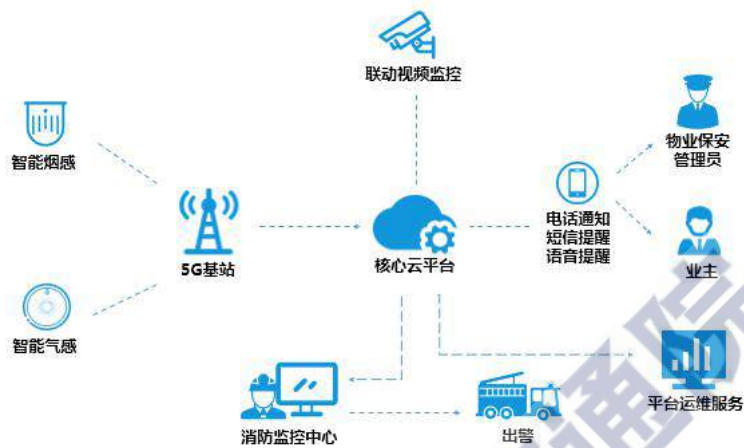 联动视频监控
智能烟感
物业保安
管理员
5G基站
核心云平台
电话通知
短信提醒
语音提醒
业主
智能气感
平台运维服务
消防监控中心
出警
通院